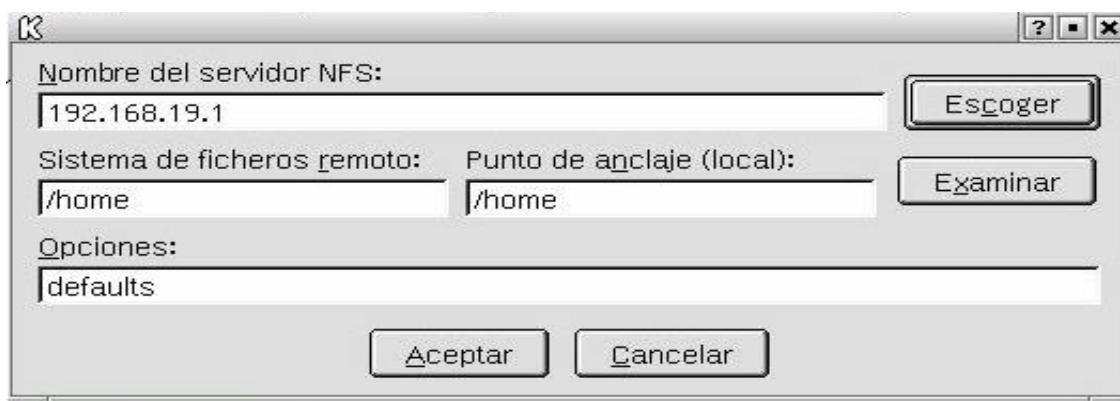 Nombre del servidor NFS:
192.168.19.1
Escoger
Sistema de ficheros remoto: Punto de anclaje (local):
/home /home
Examinar
Opciones:
defaults
Aceptar Cancelar